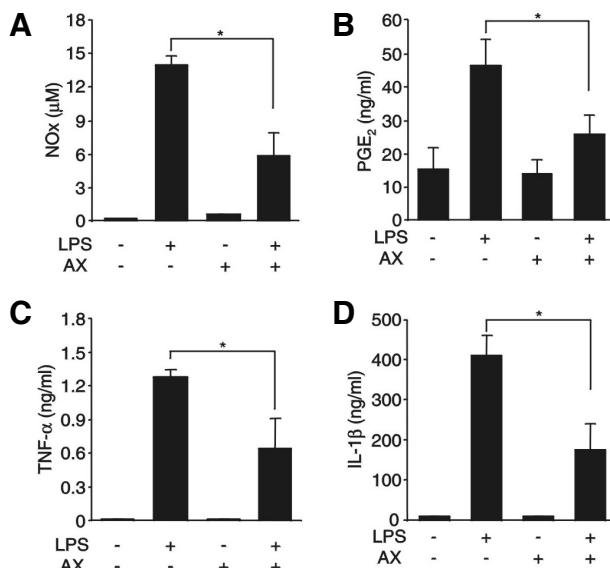 A
NOx (μM)
18
15
12
9
6
3
0
*
LPS - + - +
AX - - + +
B
PGE2 (ng/ml)
60
50
40
30
20
10
0
*
LPS - + - +
AX - - + +
C
TNF-α (ng/ml)
1.8
1.5
1.2
0.9
0.6
0.3
0
*
LPS - + - +
AX - - + +
D
IL-1β (ng/ml)
500
400
300
200
100
0
*
LPS - + - +
AX - - + +